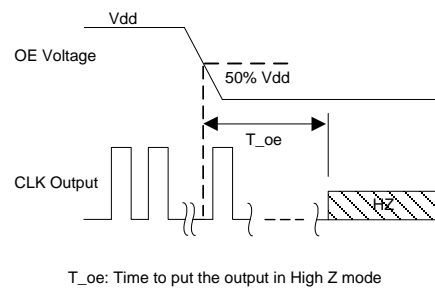 Vdd
OE Voltage
50% Vdd
T_oe
CLK Output
HZ
T_oe: Time to put the output in High Z mode